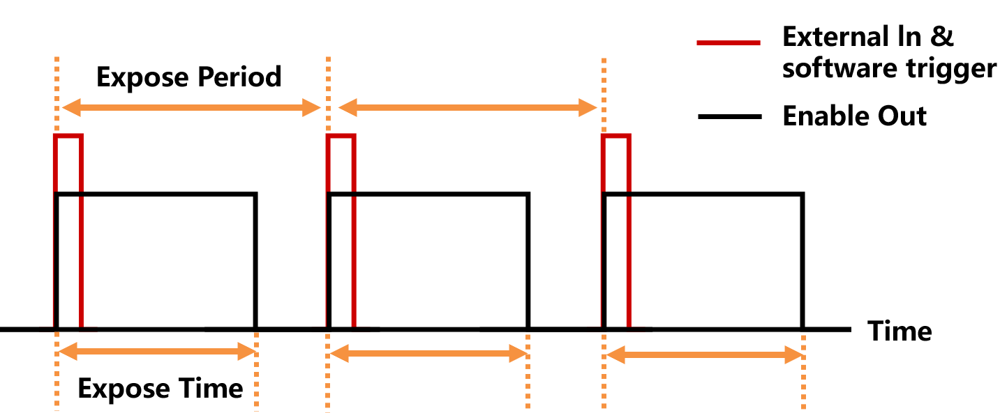 External In &
software trigger
Expose Period
Enable Out
Time
Expose Time